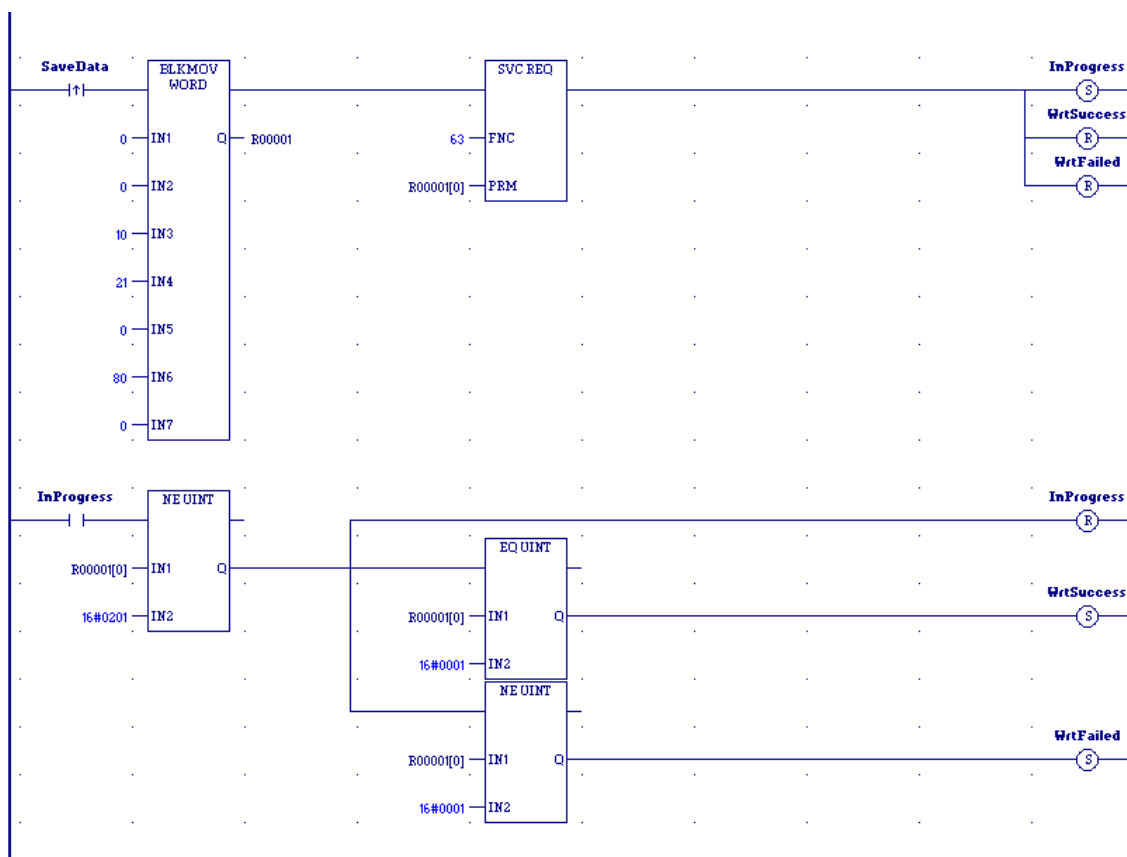 SaveData
BLKMOV
WORD
SVC REQ
InProgress
S
WrtSuccess
0 IN1 Q R00001
63 FNC
R
WrtFailed
0 IN2
R00001[0] PRM
R
10 IN3
21 IN4
0 IN5
80 IN6
0 IN7
InProgress
NE UINT
InProgress
R
EQ UINT
R00001[0] IN1 Q
WrtSuccess
16#0201 IN2
R00001[0] IN1 Q
S
16#0001 IN2
NE UINT
WrtFailed
R00001[0] IN1 Q
S
16#0001 IN2